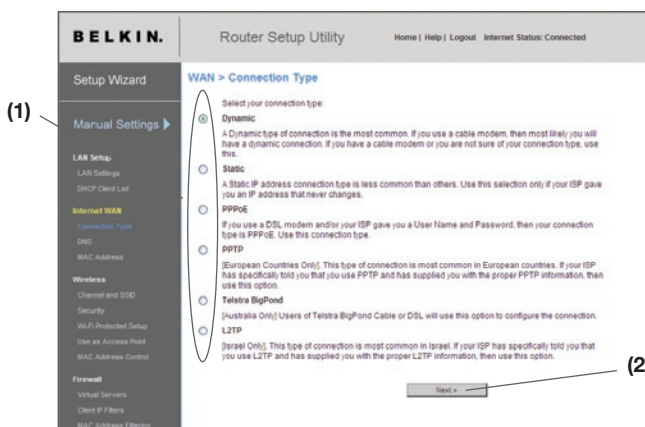 BELKIN.
Router Setup Utility
Home | Help | Logout Internet Status: Connected
Setup Wizard
Manual Settings
LAN Setup
LAN Settings
DHCP Client List
Internet WAN
Connection Type
DNS
MAC Address
Wireless
Channel and SSID
Security
Wi-Fi Protected Setup
Use as Access Point
MAC Address Control
Firewall
Virtual Servers
Client IP Filters
MAC Address Filtering
(1)
WAN > Connection Type
Select your connection type:
Dynamic
A Dynamic type of connection is the most common. If you use a cable modem, then most likely you will
have a dynamic connection. If you have a cable modem or you are not sure of your connection type, use
this.
Static
A Static IP address connection type is less common than others. Use this selection only if your ISP gave
you an IP address that never changes.
PPPoE
If you use a DSL modem and/or your ISP gave you a User Name and Password, then your connection
type is PPPoE. Use this connection type.
PPTP
[European Countries Only]. This type of connection is most common in European countries. If your ISP
has specifically told you that you use PPTP and has supplied you with the proper PPTP information, then
use this option.
Telstra BigPond
[Australia Only] Users of Telstra BigPond Cable or DSL will use this option to configure the connection.
L2TP
[Israel Only]. This type of connection is most common in Israel. If your ISP has specifically told you that
you use L2TP and has supplied you with the proper L2TP information, then use this option.
Next >
(2